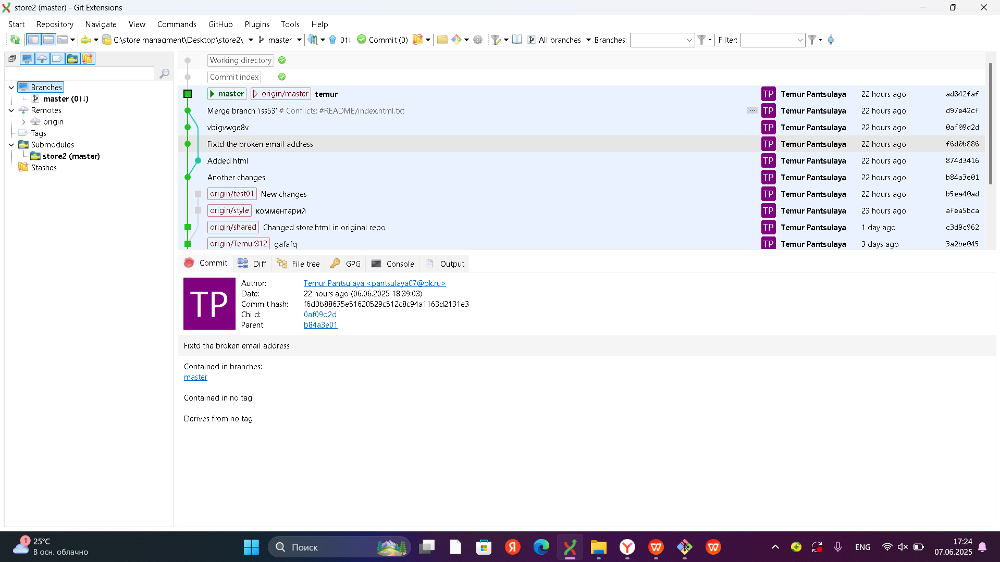 store2 (master) - Git Extensions
Start Repository Navigate View Commands GitHub Plugins Tools Help
C:\store managment\Desktop\store2\ master 0↑↓ Commit (0) All branches Branches: Filter:
Working directory
Commit index
master origin/master temur TP Temur Pantsulaya 22 hours ago ad842faf
Merge branch 'iss53' # Conflicts: #README/index.html.txt ... TP Temur Pantsulaya 22 hours ago d97e42cf
vbigvwge8v TP Temur Pantsulaya 22 hours ago 0af09d2d
Fixtd the broken email address TP Temur Pantsulaya 22 hours ago f6d0b886
Added html TP Temur Pantsulaya 22 hours ago 874d3416
Another changes TP Temur Pantsulaya 22 hours ago b84a3e01
origin/test01 New changes TP Temur Pantsulaya 22 hours ago b5ea40ad
origin/style комментарий TP Temur Pantsulaya 23 hours ago afea5bca
origin/shared Changed store.html in original repo TP Temur Pantsulaya 1 day ago c3d9c962
origin/Temur312 gafafq TP Temur Pantsulaya 3 days ago 3a2be045
Branches
master (0↑↓)
Remotes
origin
Tags
Submodules
store2 (master)
Stashes
Commit Diff File tree GPG Console Output
TP
Author: Temur Pantsulaya <pantsulaya07@bk.ru>
Date: 22 hours ago (06.06.2025 18:39:03)
Commit hash: f6d0b88635e51620529c512c8c94a1163d2131e3
Child: 0af09d2d
Parent: b84a3e01
Fixtd the broken email address
Contained in branches:
master
Contained in no tag
Derives from no tag
1 25°C
В осн. облачно
Поиск
Я
ENG
17:24
07.06.2025